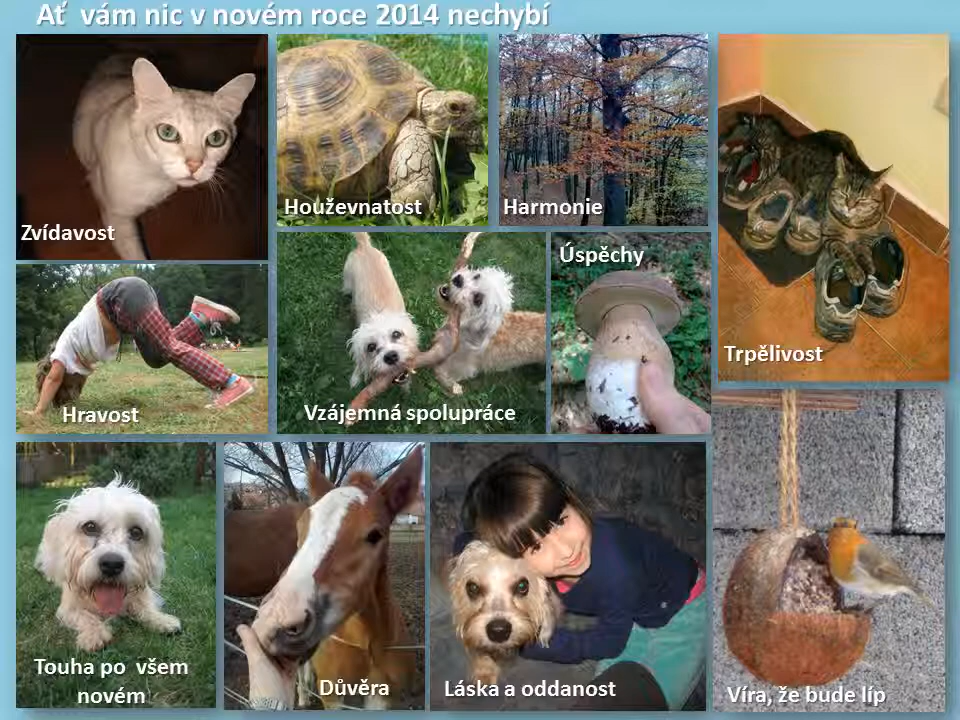 Ať vám nic v novém roce 2014 nechybí
Zvídavost
Houževnatost
Harmonie
Trpělivost
Hravost
Vzájemná spolupráce
Úspěchy
Touha po všem
novém
Důvěra
Láska a oddanost
Víra, že bude líp